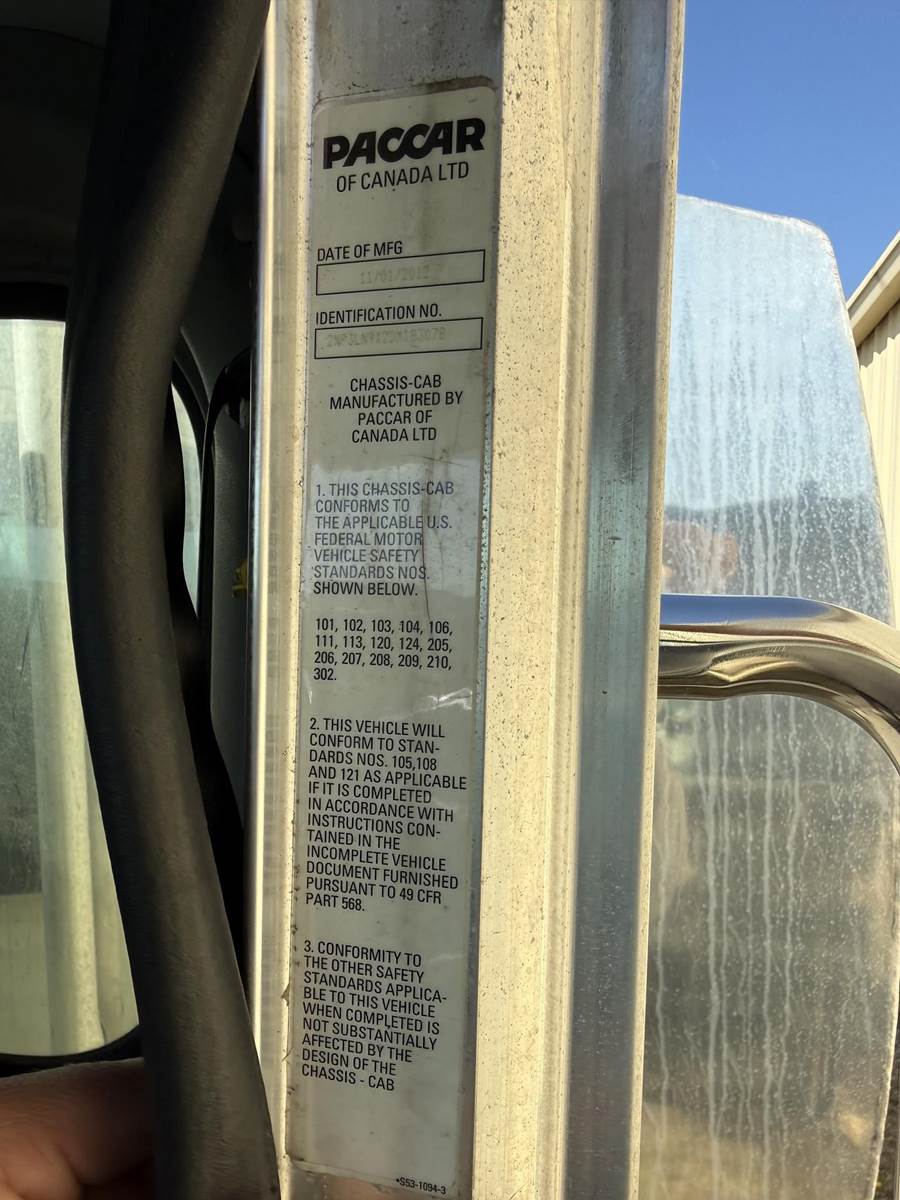 PACCAR
OF CANADA LTD
DATE OF MFG
11/01/2012
IDENTIFICATION NO.
CHASSIS-CAB
MANUFACTURED BY
PACCAR OF
CANADA LTD
1. THIS CHASSIS-CAB
CONFORMS TO
THE APPLICABLE U.S.
FEDERAL MOTOR
VEHICLE SAFETY
STANDARDS NOS.
SHOWN BELOW.
101, 102, 103, 104, 106,
111, 113, 120, 124, 205,
206, 207, 208, 209, 210,
302.
2. THIS VEHICLE WILL
CONFORM TO STAN-
DARDS NOS. 105,108
AND 121 AS APPLICABLE
IF IT IS COMPLETED
IN ACCORDANCE WITH
INSTRUCTIONS CON-
TAINED IN THE
INCOMPLETE VEHICLE
DOCUMENT FURNISHED
PURSUANT TO 49 CFR
PART 568.
3. CONFORMITY TO
THE OTHER SAFETY
STANDARDS APPLICA-
BLE TO THIS VEHICLE
WHEN COMPLETED IS
NOT SUBSTANTIALLY
AFFECTED BY THE
DESIGN OF THE
CHASSIS - CAB
*S53-1094-3